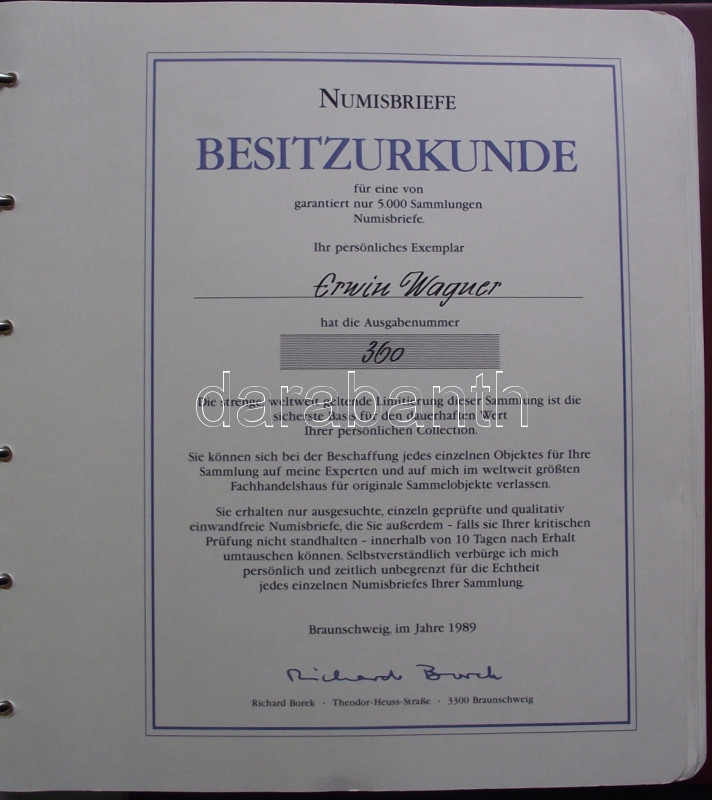 NUMISBRIEFE
BESITZURKUNDE
für eine von
garantiert nur 5.000 Sammlungen
Numisbriefe.
Ihr persönliches Exemplar
Erwin Wagner
hat die Ausgabenummer
360
Die strenge, weltweit geltende Limitierung dieser Sammlung ist die
darabanth
sicherste Basis für den dauerhaften Wert
Ihrer persönlichen Collection.
Sie können sich bei der Beschaffung jedes einzelnen Objektes für Ihre
Sammlung auf meine Experten und auf mich im weltweit größten
Fachhandelshaus für originale Sammelobjekte verlassen.
Sie erhalten nur ausgesuchte, einzeln geprüfte und qualitativ
einwandfreie Numisbriefe, die Sie außerdem - falls sie Ihrer kritischen
Prüfung nicht standhalten - innerhalb von 10 Tagen nach Erhalt
umtauschen können. Selbstverständlich verbürge ich mich
persönlich und zeitlich unbegrenzt für die Echtheit
jedes einzelnen Numisbriefes Ihrer Sammlung.
Braunschweig, im Jahre 1989
Richard Borek
Richard Borek · Theodor-Heuss-Straße · 3300 Braunschweig